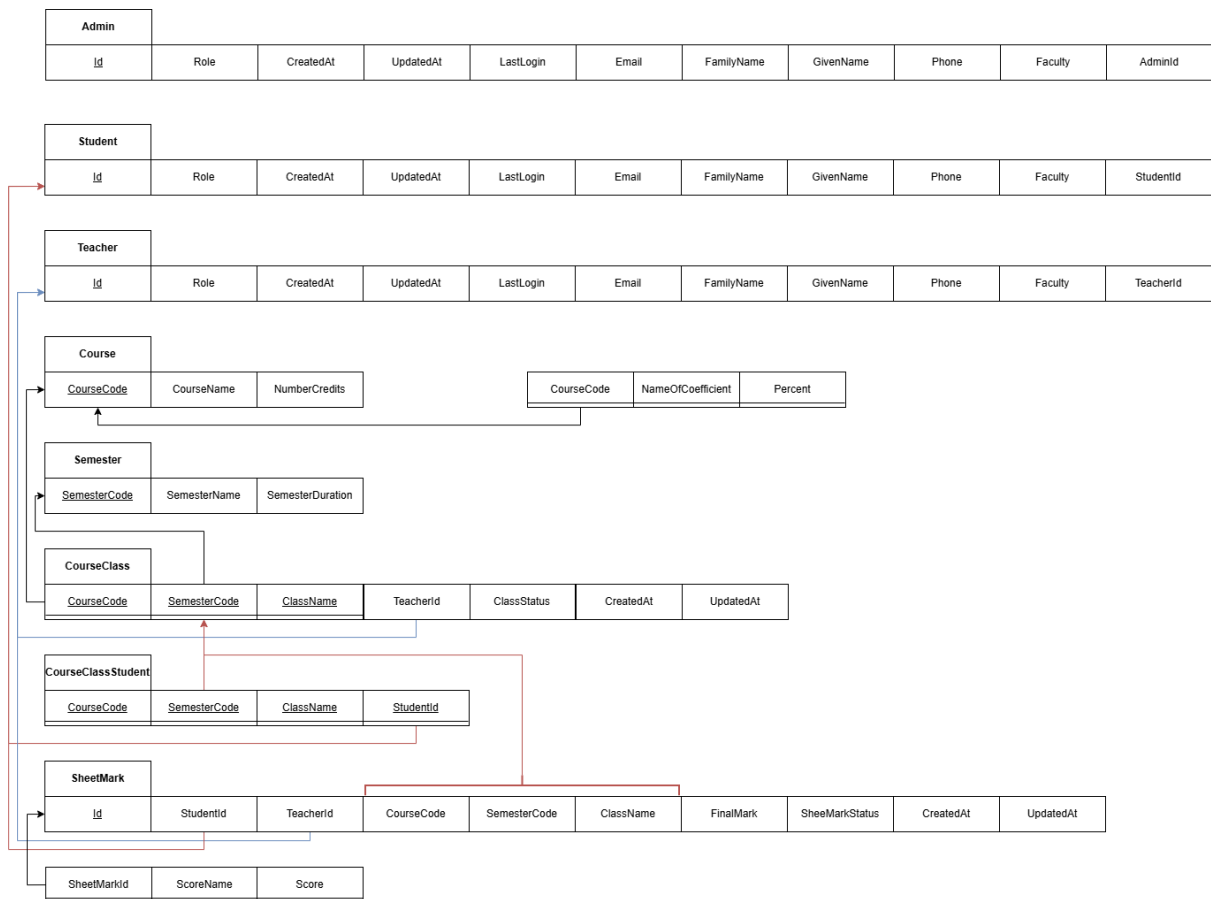 Admin
Id Role CreatedAt UpdatedAt LastLogin Email FamilyName GivenName Phone Faculty AdminId
Student
Id Role CreatedAt UpdatedAt LastLogin Email FamilyName GivenName Phone Faculty StudentId
Teacher
Id Role CreatedAt UpdatedAt LastLogin Email FamilyName GivenName Phone Faculty TeacherId
Course
CourseCode CourseName NumberCredits CourseCode NameOfCoefficient Percent
Semester
SemesterCode SemesterName SemesterDuration
CourseClass
CourseCode SemesterCode ClassName TeacherId ClassStatus CreatedAt UpdatedAt
CourseClassStudent
CourseCode SemesterCode ClassName StudentId
SheetMark
Id StudentId TeacherId CourseCode SemesterCode ClassName FinalMark SheeMarkStatus CreatedAt UpdatedAt
SheetMarkId ScoreName Score